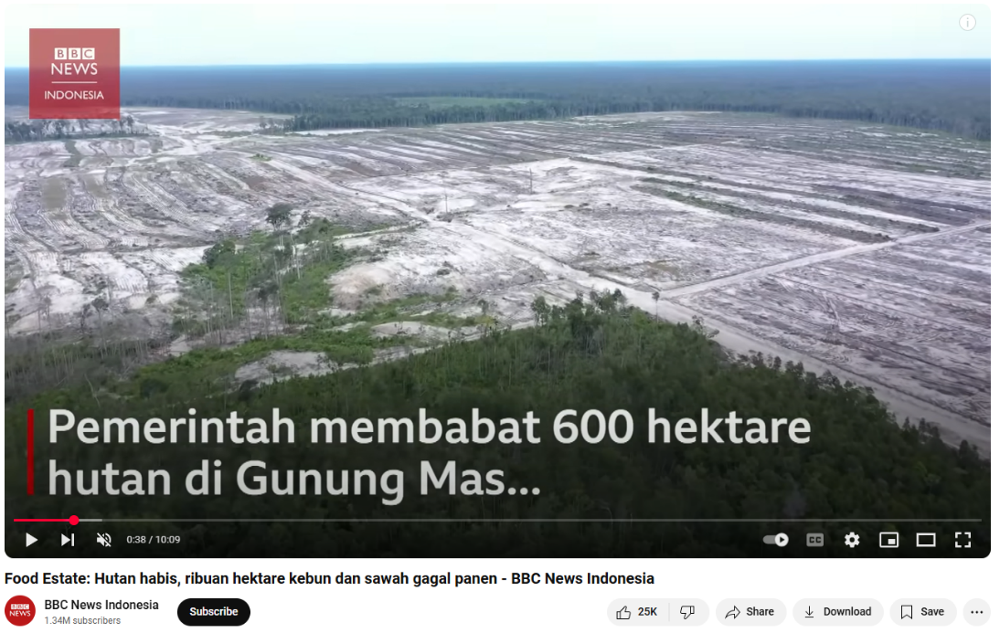 BBC
NEWS
INDONESIA
Pemerintah membabat 600 hektare
hutan di Gunung Mas...
0:38 / 10:09
CC
Food Estate: Hutan habis, ribuan hektare kebun dan sawah gagal panen - BBC News Indonesia
BBC
NEWS
BBC News Indonesia
1.34M subscribers
Subscribe
25K
Share
Download
Save